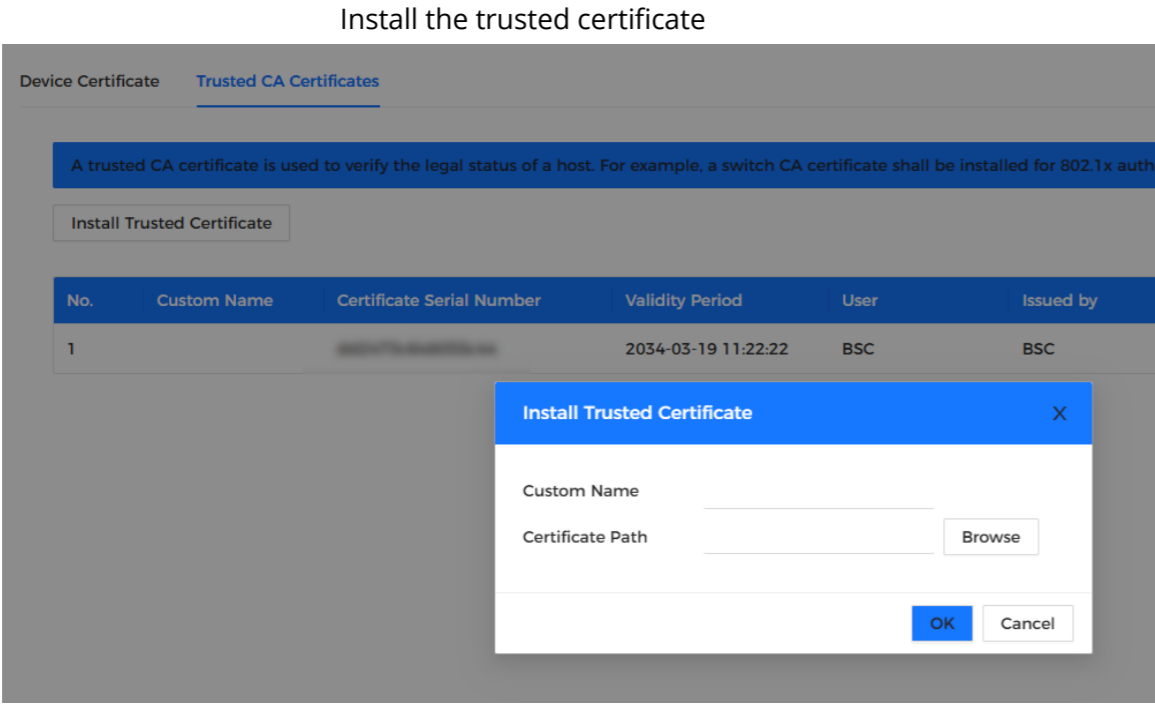 Install the trusted certificate
Device Certificate Trusted CA Certificates
A trusted CA certificate is used to verify the legal status of a host. For example, a switch CA certificate shall be installed for 802.1x auth
Install Trusted Certificate
No. Custom Name Certificate Serial Number Validity Period User Issued by
1 2034-03-19 11:22:22 BSC BSC
Install Trusted Certificate X
Custom Name
Certificate Path Browse
OK Cancel